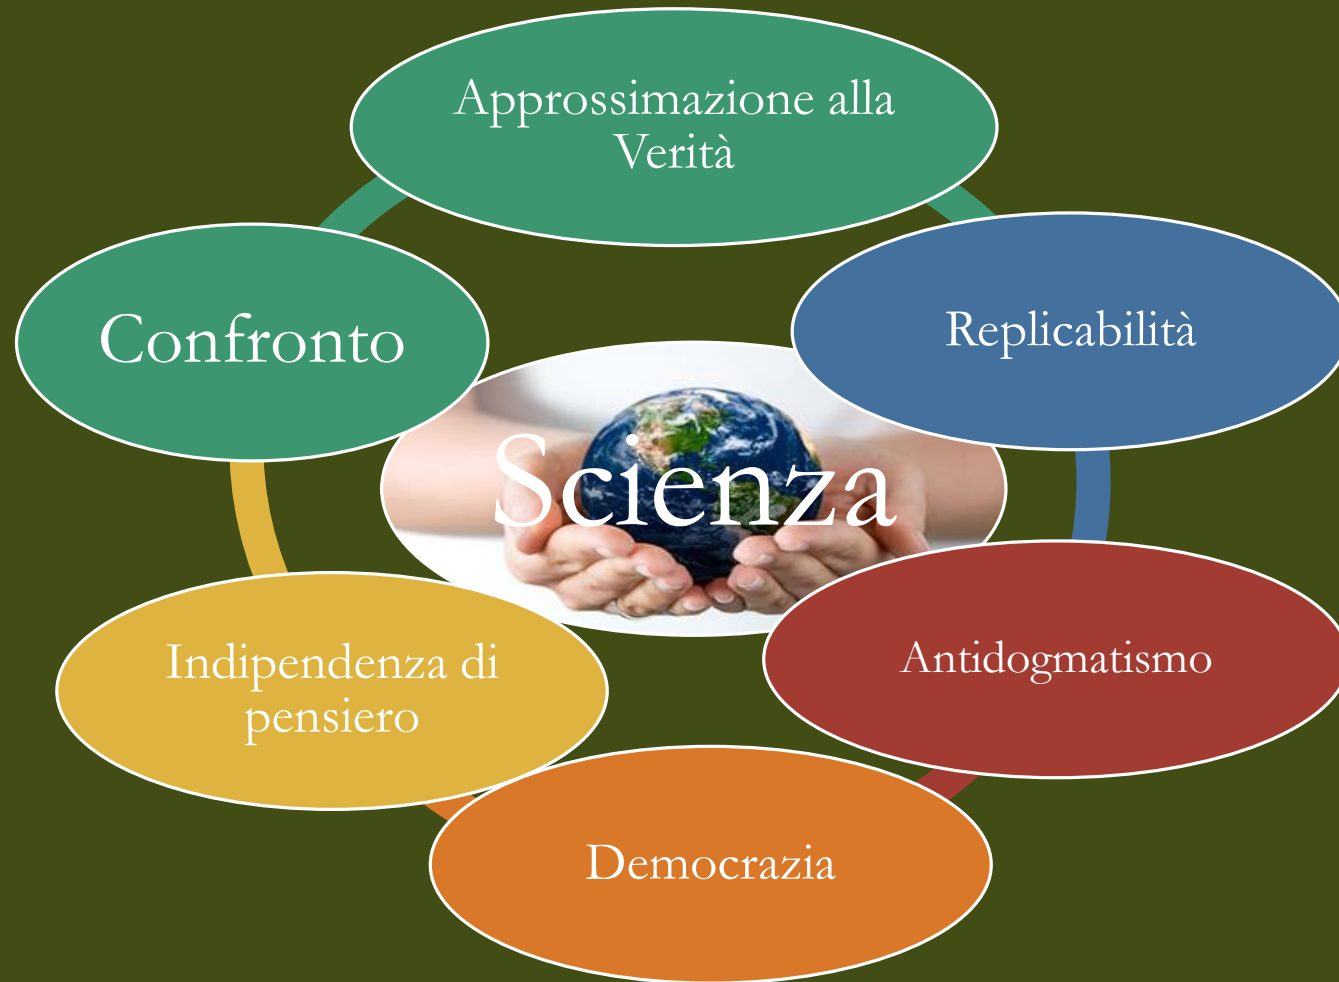 Approssimazione alla
Verità
Confronto
Replicabilità
Scienza
Indipendenza di
pensiero
Antidogmatismo
Democrazia